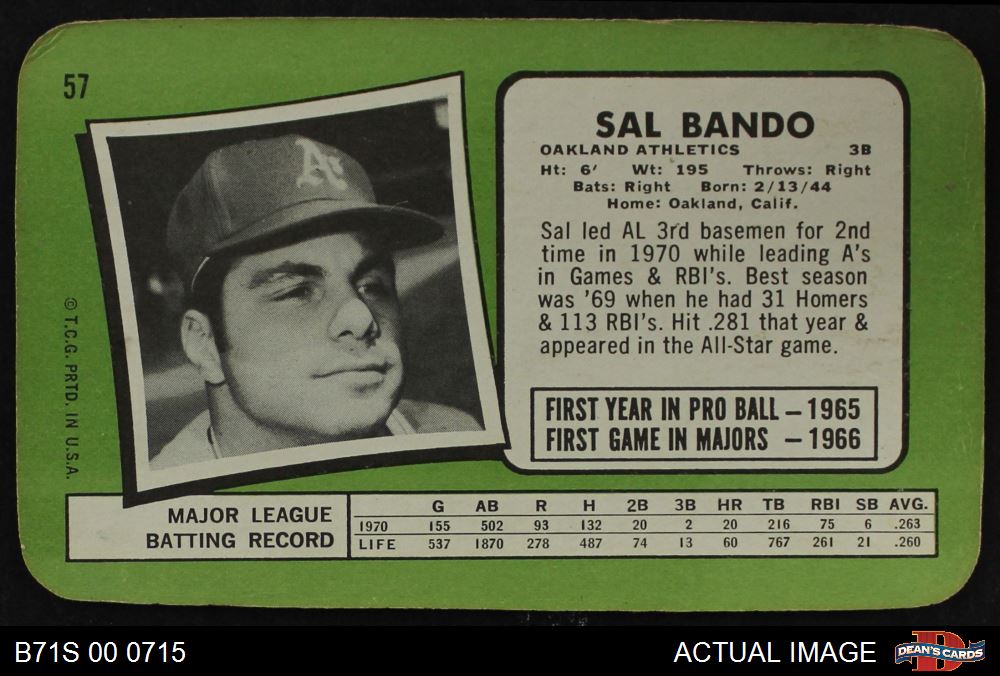 57
A's
SAL BANDO
OAKLAND ATHLETICS 3B
Ht: 6' Wt: 195 Throws: Right
Bats: Right Born: 2/13/44
Home: Oakland, Calif.
Sal led AL 3rd basemen for 2nd
time in 1970 while leading A's
in Games & RBI's. Best season
was '69 when he had 31 Homers
& 113 RBI's. Hit .281 that year &
appeared in the All-Star game.
FIRST YEAR IN PRO BALL – 1965
FIRST GAME IN MAJORS – 1966
© T.C.G. PRTD. IN U.S.A.
MAJOR LEAGUE
BATTING RECORD
G AB R H 2B 3B HR TB RBI SB AVG.
1970 155 502 93 132 20 2 20 216 75 6 .263
LIFE 537 1870 278 487 74 13 60 767 261 21 .260
B71S 00 0715
ACTUAL IMAGE
DEAN'S CARDS